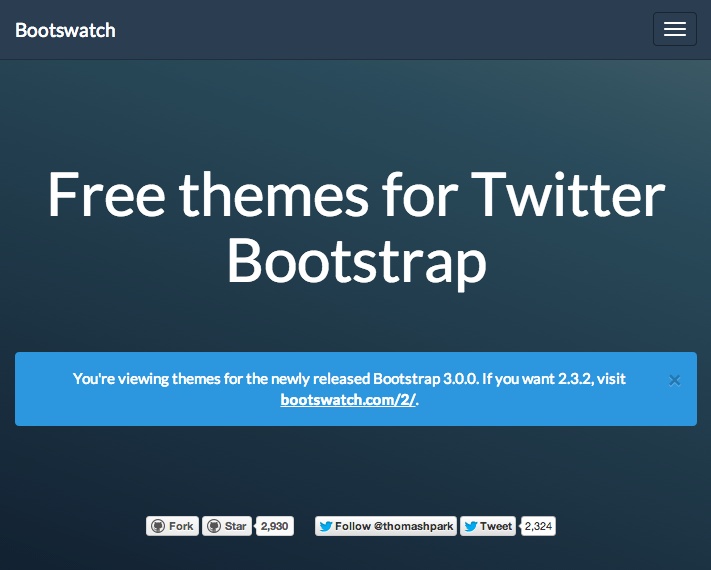 Bootswatch
Free themes for Twitter
Bootstrap
You're viewing themes for the newly released Bootstrap 3.0.0. If you want 2.3.2, visit
bootswatch.com/2/.
×
Fork Star 2,930 Follow @thomashpark Tweet 2,324